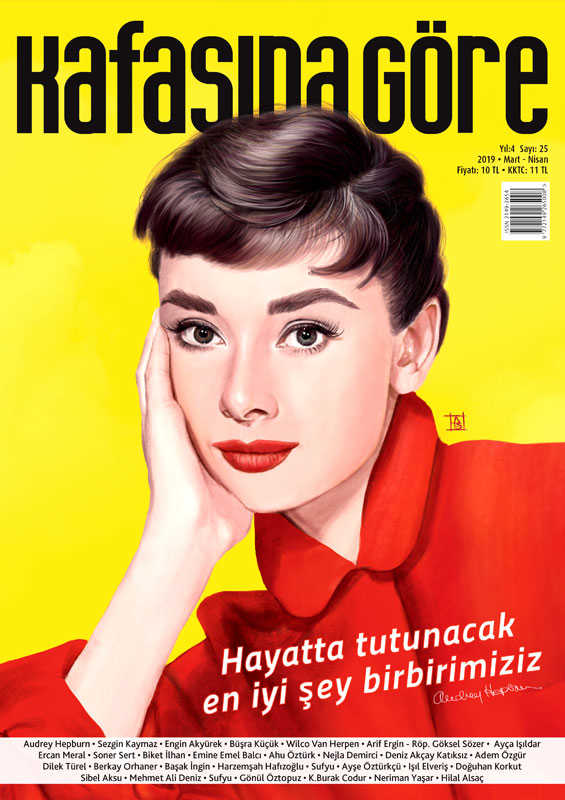 Kafasına Göre
Yıl:4 Sayı: 25
2019 • Mart - Nisan
Fiyatı: 10 TL • KKTC: 11 TL
Hayatta tutunacak
en iyi şey birbirimiziz
Audrey Hepburn
Audrey Hepburn • Sezgin Kaymaz • Engin Akyürek • Büşra Küçük • Wilco Van Herpen • Arif Ergin - Röp. Göksel Sözer • Ayça Işıldar
Ercan Meral • Soner Sert • Biket İlhan • Emine Emel Balcı • Ahu Öztürk • Nejla Demirci • Deniz Akçay Katıksız • Adem Özgür
Dilek Türel • Berkay Orhaner • Başak İngin • Harzemşah Hafızoğlu • Sufyu • Ayşe Öztürkçü • Işıl Elveriş • Doğuhan Korkut
Sibel Aksu • Mehmet Ali Deniz • Sufyu • Gönül Öztopuz • K.Burak Codur • Neriman Yaşar • Hilal Alsaç